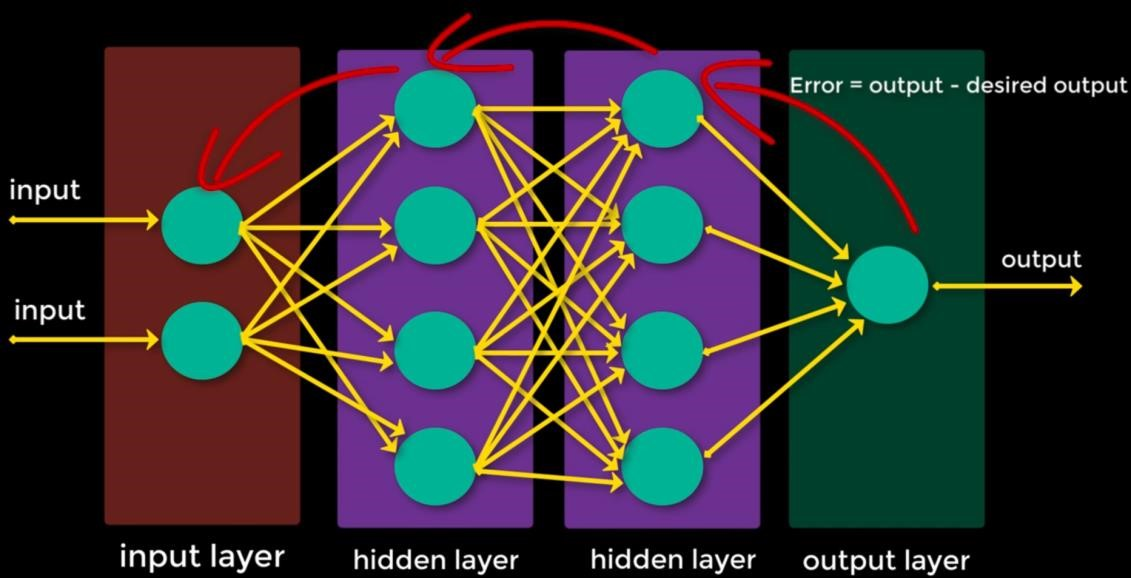 Error = output - desired output
input
output
input
input layer
hidden layer
hidden layer
output layer